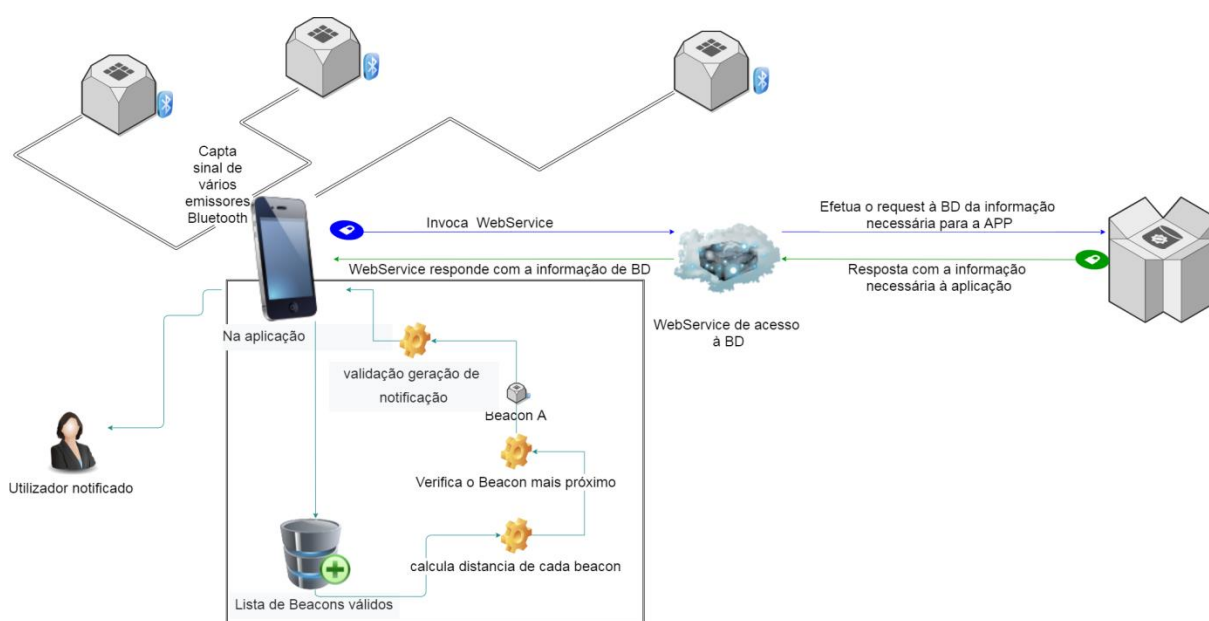 Capta
sinal de
vários
emissores
Bluetooth
Invoca WebService
Efetua o request à BD da informação
necessária para a APP
WebService responde com a informação de BD
Resposta com a informação
necessária à aplicação
WebService de acesso
à BD
Na aplicação
validação geração de
notificação
Beacon A
Verifica o Beacon mais próximo
Utilizador notificado
calcula distancia de cada beacon
Lista de Beacons válidos